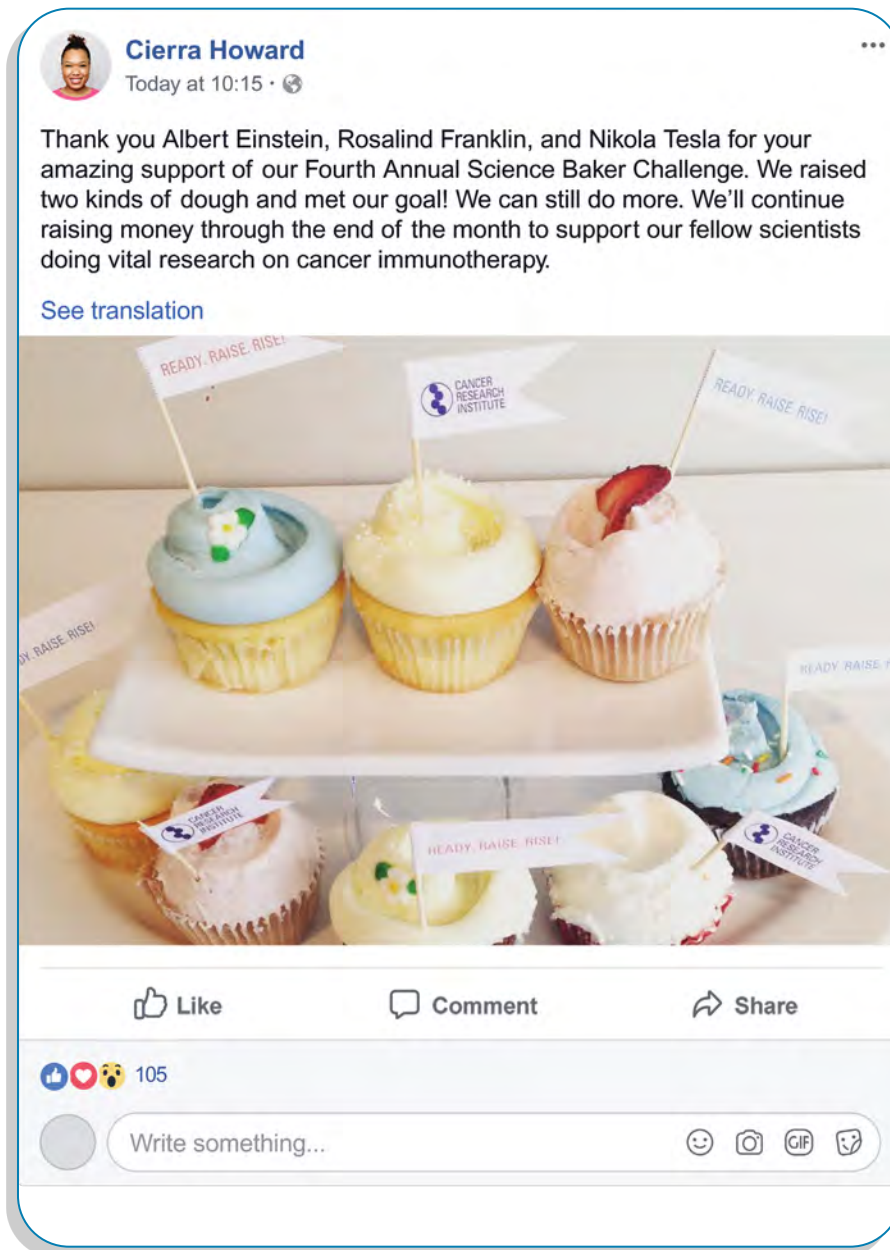 Cierra Howard
Today at 10:15 ·
Thank you Albert Einstein, Rosalind Franklin, and Nikola Tesla for your
amazing support of our Fourth Annual Science Baker Challenge. We raised
two kinds of dough and met our goal! We can still do more. We’ll continue
raising money through the end of the month to support our fellow scientists
doing vital research on cancer immunotherapy.
See translation
READY. RAISE. RISE!
CANCER
RESEARCH
INSTITUTE
READY. RAISE. RISE!
RAISE. RISE!
READY. RAISE.
CANCER
RESEARCH
INSTITUTE
READY. RAISE. RISE!
CANCER
RESEARCH
INSTITUTE
Like Comment Share
105
Write something... GIF